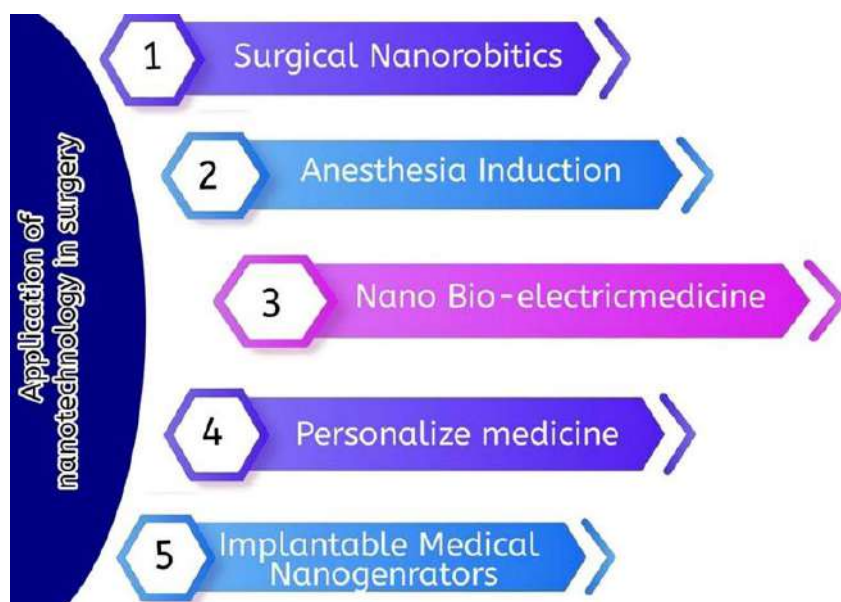 Application of
nanotechnology in surgery
1
Surgical Nanorobitics
2
Anesthesia Induction
3
Nano Bio-electricmedicine
4
Personalize medicine
5
Implantable Medical
Nanogenrators